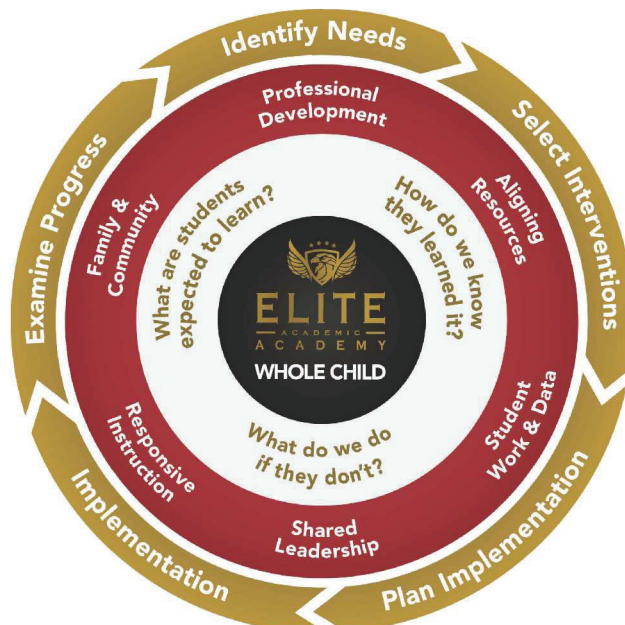 Identify Needs
Select Interventions
Plan Implementation
Implementation
Examine Progress
Professional
Development
Aligning
Resources
Student
Work & Data
Shared
Leadership
Responsive
Instruction
Family &
Community
What are students
expected to learn?
How do we know
they learned it?
What do we do
if they don't?
ELITE
ACADEMIC
ACADEMY
WHOLE CHILD